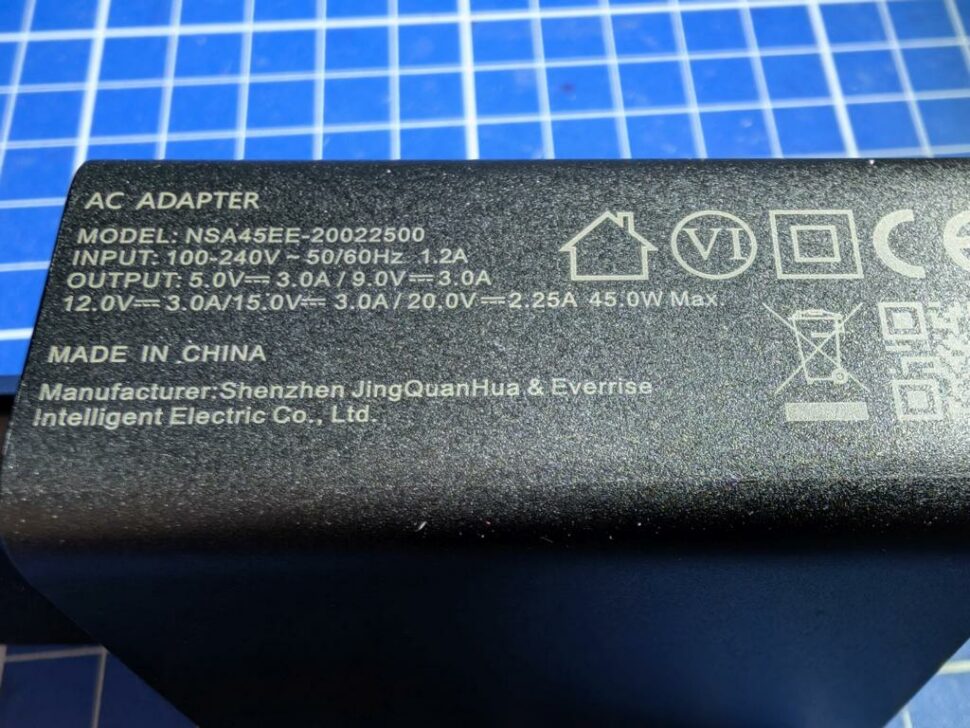 AC ADAPTER
MODEL: NSA45EE-20022500
INPUT: 100-240V ~ 50/60Hz 1.2A
OUTPUT: 5.0V⎓ 3.0A / 9.0V⎓3.0A
12.0V⎓ 3.0A/15.0V⎓ 3.0A / 20.0V⎓2.25A 45.0W Max.
VI
CE
MADE IN CHINA
Manufacturer:Shenzhen JingQuanHua & Everrise
Intelligent Electric Co., Ltd.